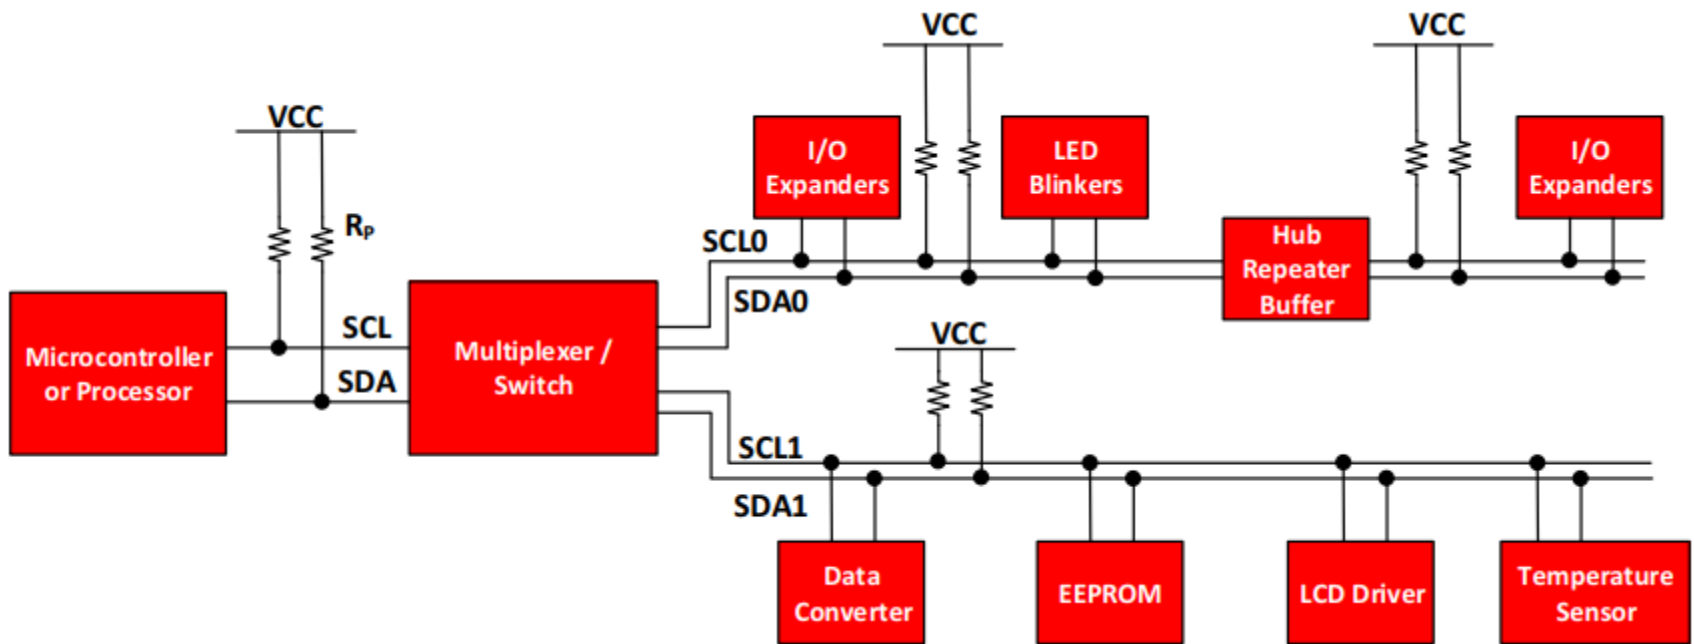 VCC
VCC
VCC
I/O
Expanders
LED
Blinkers
I/O
Expanders
RP
SCL0
Hub
Repeater
Buffer
SDA0
SCL
Microcontroller
or Processor
Multiplexer /
Switch
VCC
SDA
SCL1
SDA1
Data
Converter
EEPROM
LCD Driver
Temperature
Sensor